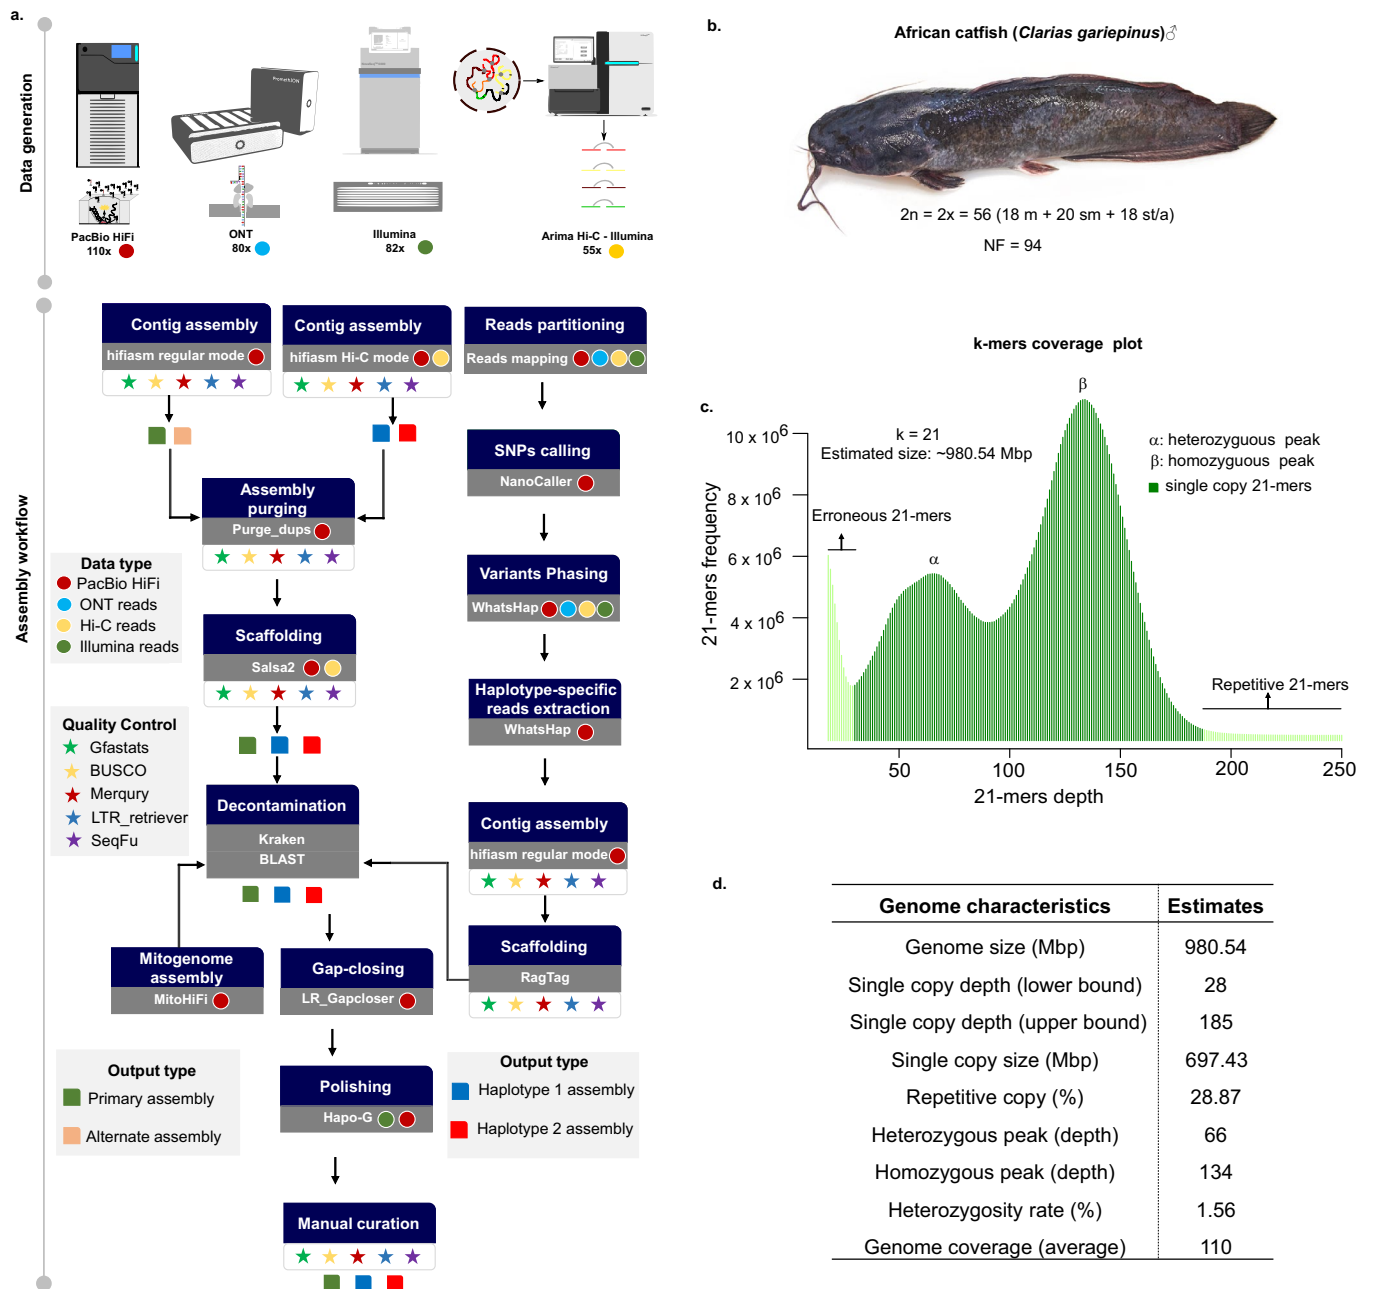 a.
Data generation
PromethION
PacBio HiFi
110x
ONT
80x
Illumina
82x
Arima Hi-C - Illumina
55x
Assembly workflow
Contig assembly
hifiasm regular mode
Contig assembly
hifiasm Hi-C mode
Reads partitioning
Reads mapping
SNPs calling
NanoCaller
Assembly
purging
Purge_dups
Variants Phasing
WhatsHap
Data type
PacBio HiFi
ONT reads
Hi-C reads
Illumina reads
Scaffolding
Salsa2
Haplotype-specific
reads extraction
WhatsHap
Quality Control
Gfastats
BUSCO
Merqury
LTR_retriever
SeqFu
Decontamination
Kraken
BLAST
Contig assembly
hifiasm regular mode
Scaffolding
RagTag
Mitogenome
assembly
MitoHiFi
Gap-closing
LR_Gapcloser
Output type
Primary assembly
Alternate assembly
Polishing
Hapo-G
Output type
Haplotype 1 assembly
Haplotype 2 assembly
Manual curation
b.
African catfish (Clarias gariepinus)♂
2n = 2x = 56 (18 m + 20 sm + 18 st/a)
NF = 94
c.
k-mers coverage plot
β
k = 21
Estimated size: ~980.54 Mbp
α: heterozyguous peak
β: homozyguous peak
single copy 21-mers
Erroneous 21-mers
α
Repetitive 21-mers
21-mers frequency
10 x 10⁶
8 x 10⁶
6 x 10⁶
4 x 10⁶
2 x 10⁶
50 100 150 200 250
21-mers depth
d.
Genome characteristics Estimates
Genome size (Mbp) 980.54
Single copy depth (lower bound) 28
Single copy depth (upper bound) 185
Single copy size (Mbp) 697.43
Repetitive copy (%) 28.87
Heterozygous peak (depth) 66
Homozygous peak (depth) 134
Heterozygosity rate (%) 1.56
Genome coverage (average) 110